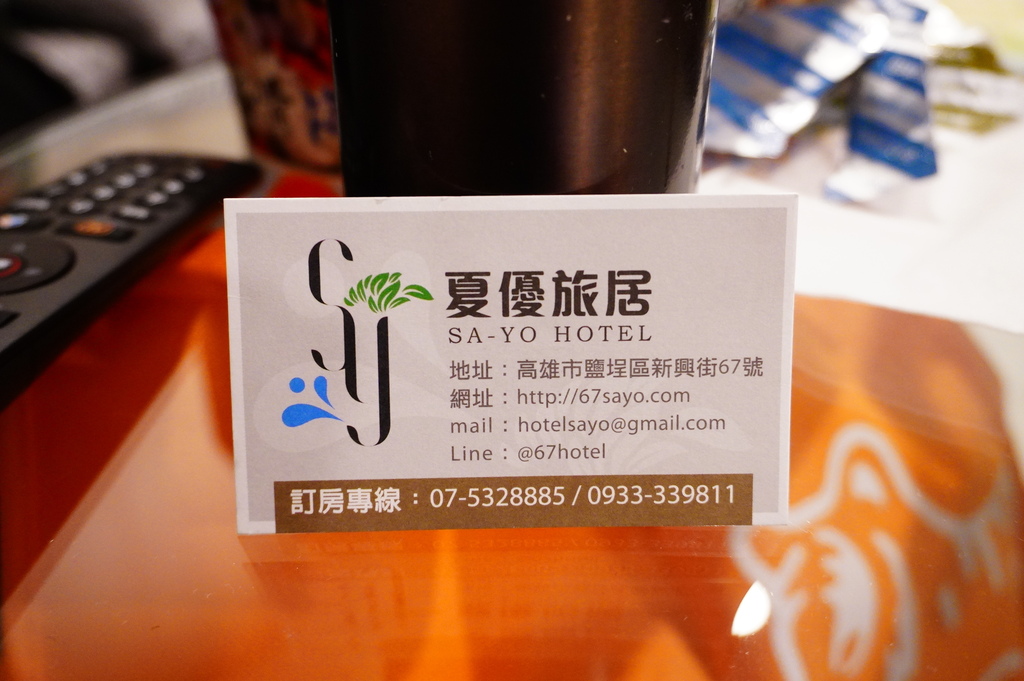 SY
夏優旅居
SA-YO HOTEL
地址：高雄市鹽埕區新興街67號
網址：http://67sayo.com
mail：hotelsayo@gmail.com
Line：@67hotel
訂房專線：07-5328885 / 0933-339811